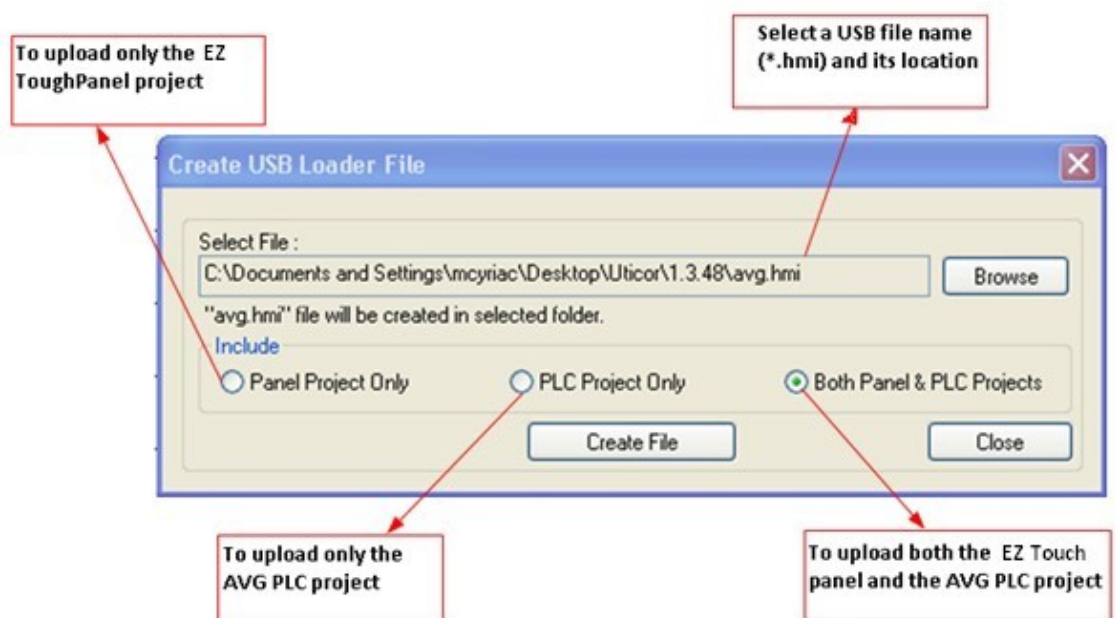 To upload only the EZ
ToughPanel project
Select a USB file name
(*.hmi) and its location
Create USB Loader File
Select File :
C:\Documents and Settings\mcyriac\Desktop\Uticor\1.3.48\avg.hmi
Browse
"avg.hmi" file will be created in selected folder.
Include
Panel Project Only
PLC Project Only
Both Panel & PLC Projects
Create File
Close
To upload only the
AVG PLC project
To upload both the EZ Touch
panel and the AVG PLC project